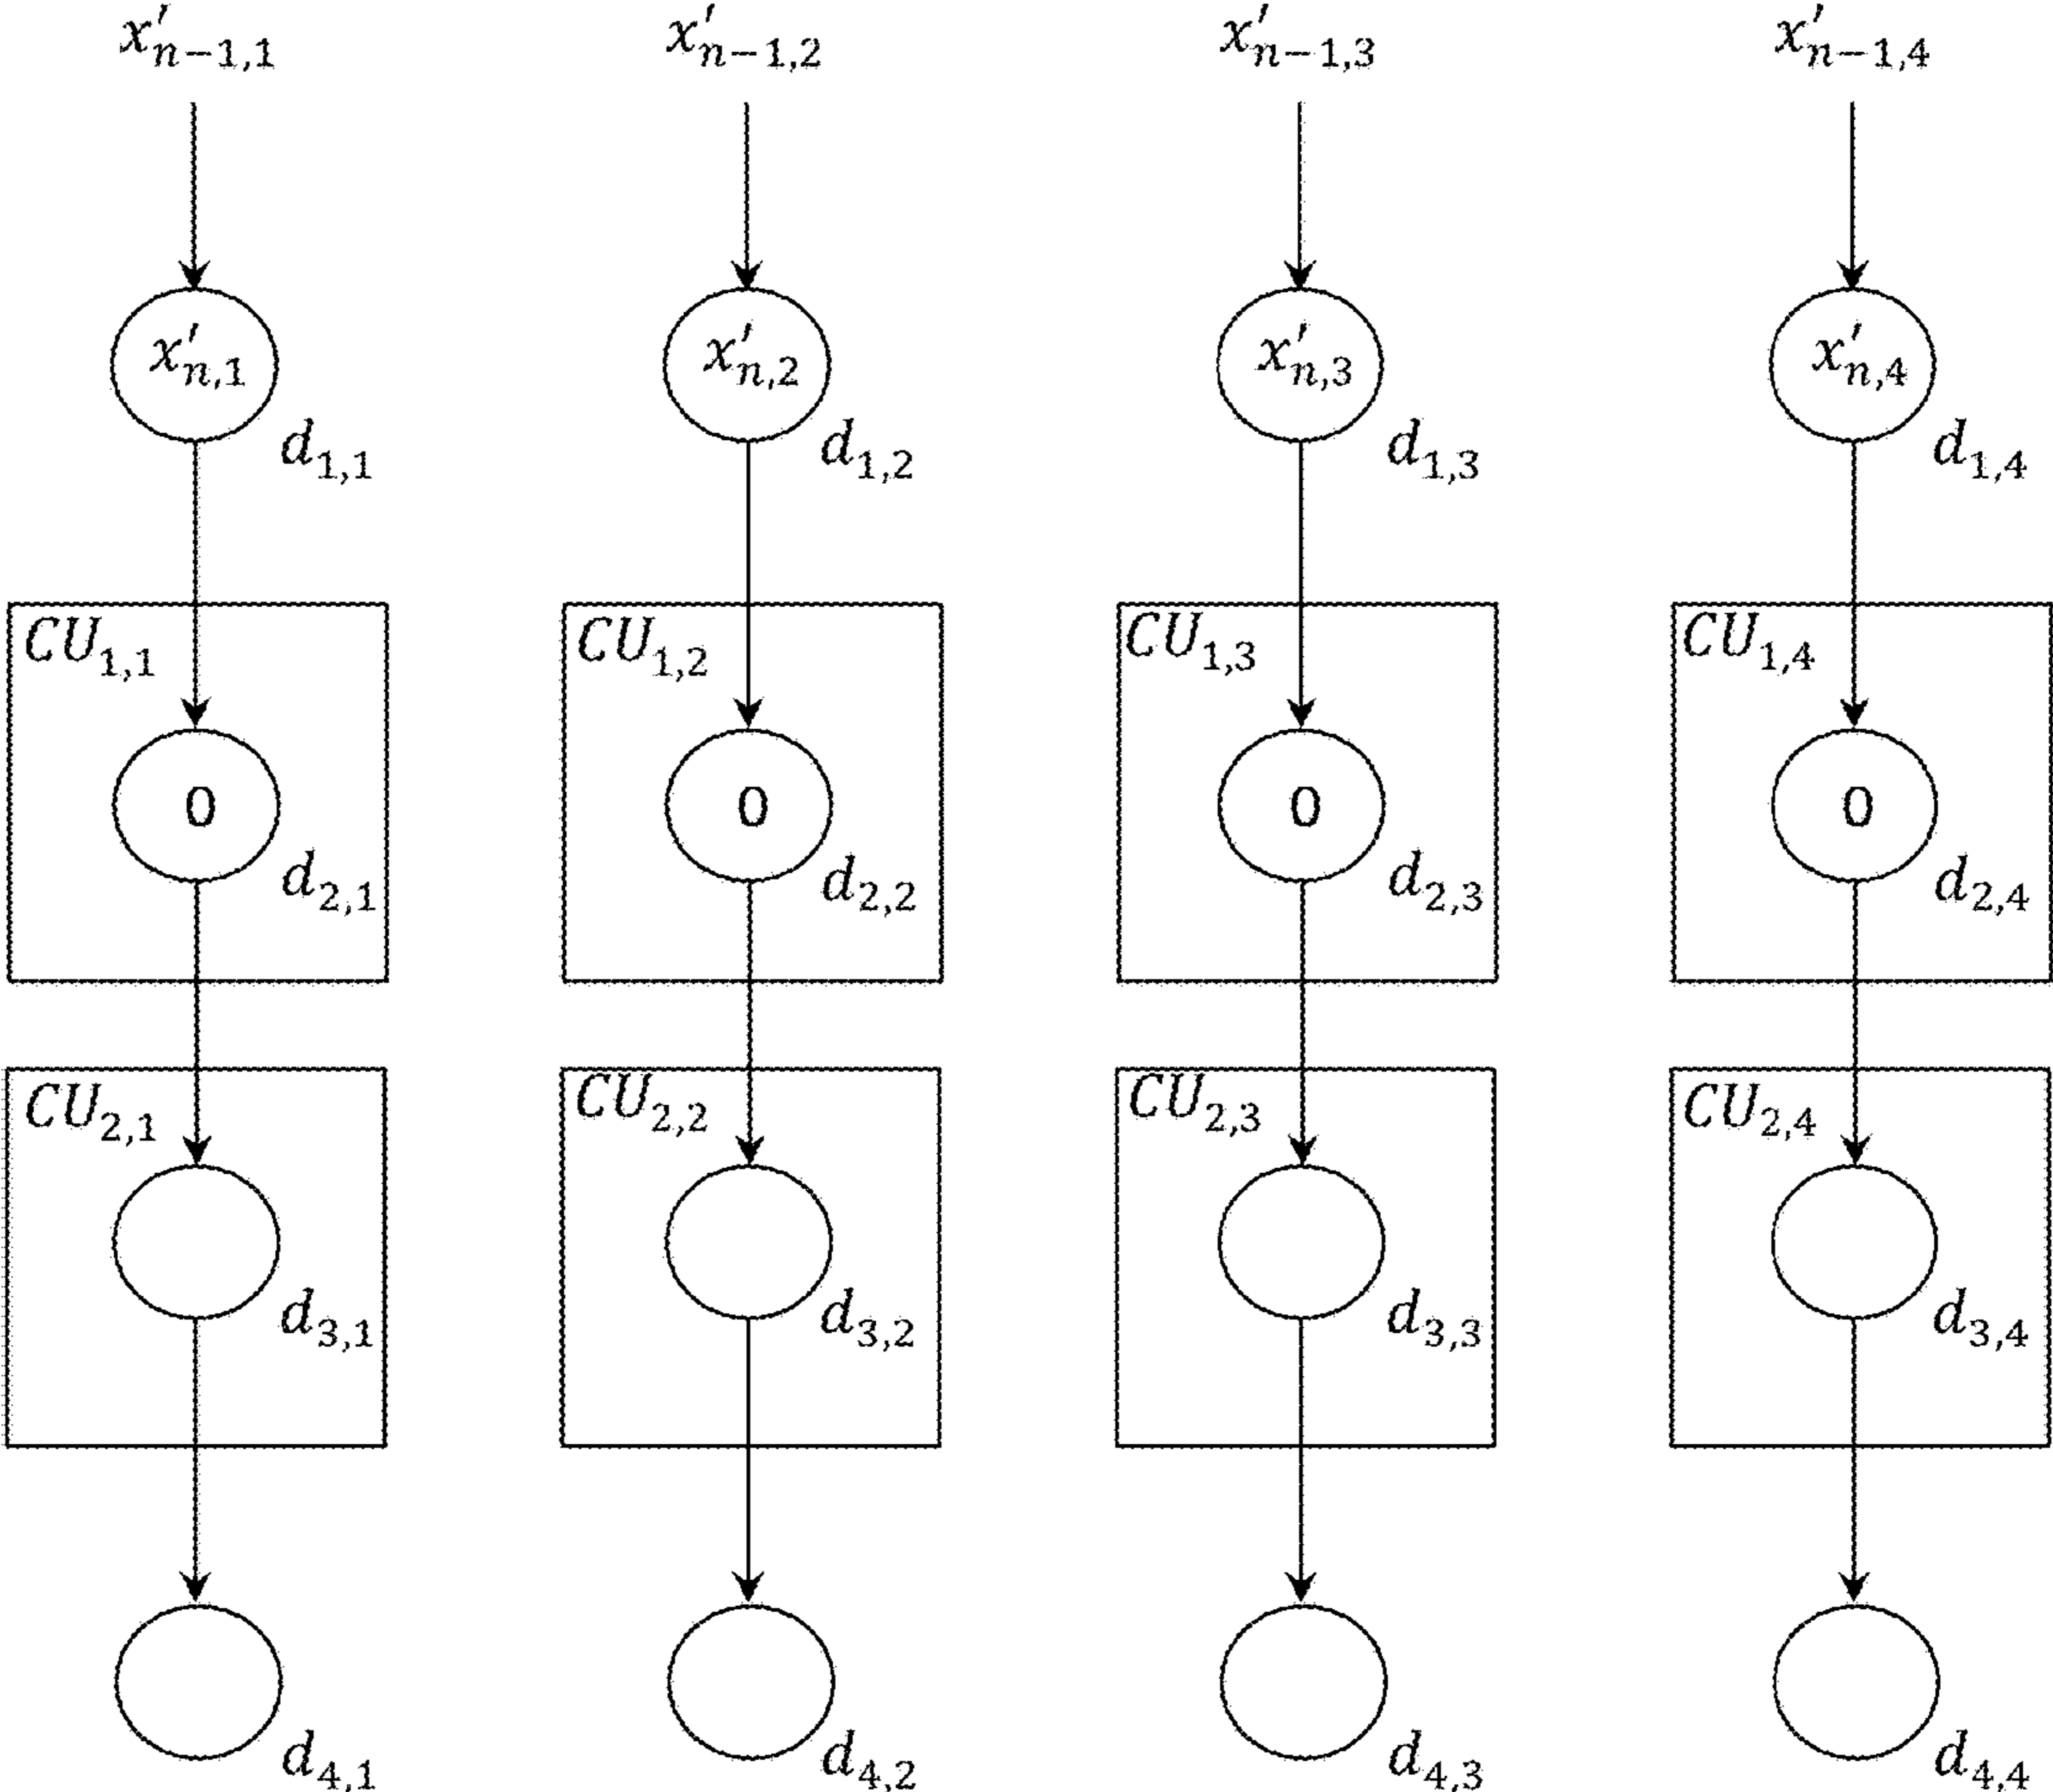 x′n−1,1 x′n−1,2 x′n−1,3 x′n−1,4
x′n,1 x′n,2 x′n,3 x′n,4
d1,1 d1,2 d1,3 d1,4
CU1,1 CU1,2 CU1,3 CU1,4
0 0 0 0
d2,1 d2,2 d2,3 d2,4
CU2,1 CU2,2 CU2,3 CU2,4
d3,1 d3,2 d3,3 d3,4
d4,1 d4,2 d4,3 d4,4